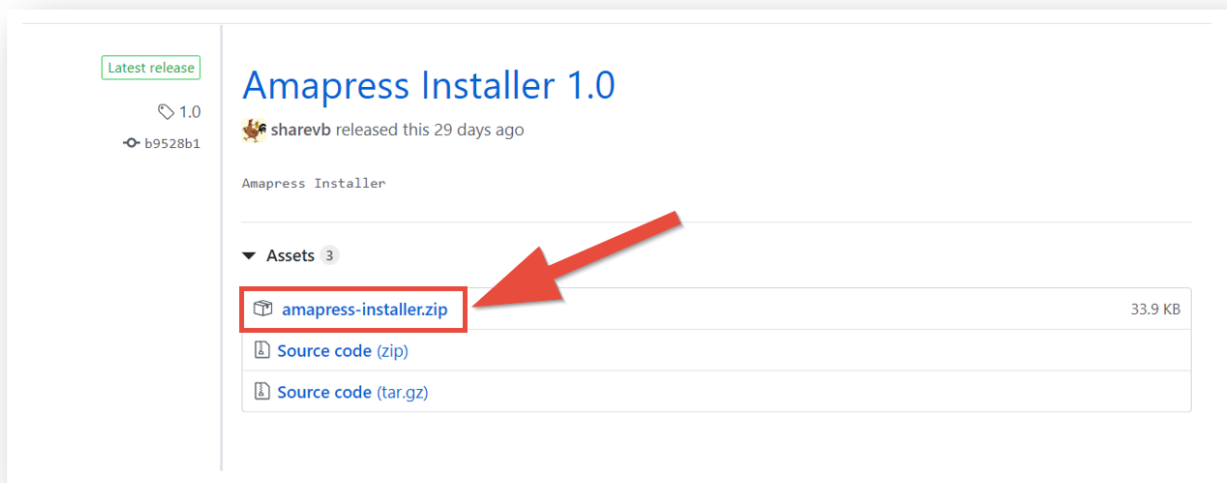 Latest release
1.0
b9528b1
Amapress Installer 1.0
sharevb released this 29 days ago
Amapress Installer
Assets 3
amapress-installer.zip 33.9 KB
Source code (zip)
Source code (tar.gz)